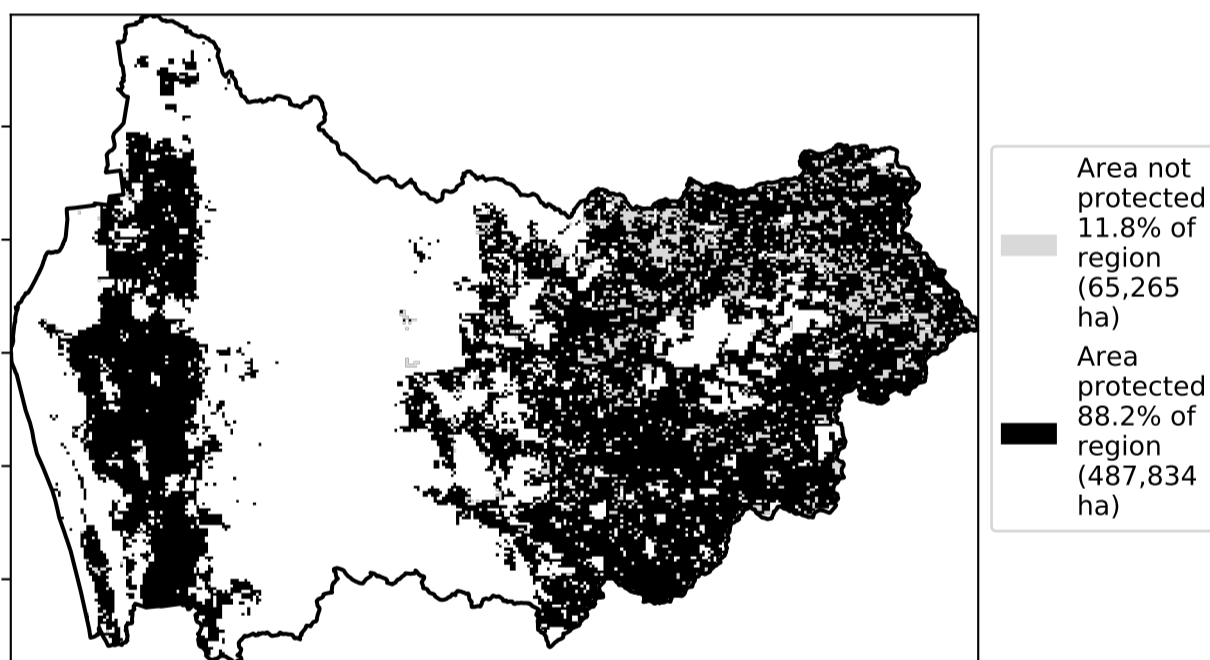 Area not
protected
11.8% of
region
(65,265
ha)
Area
protected
88.2% of
region
(487,834
ha)